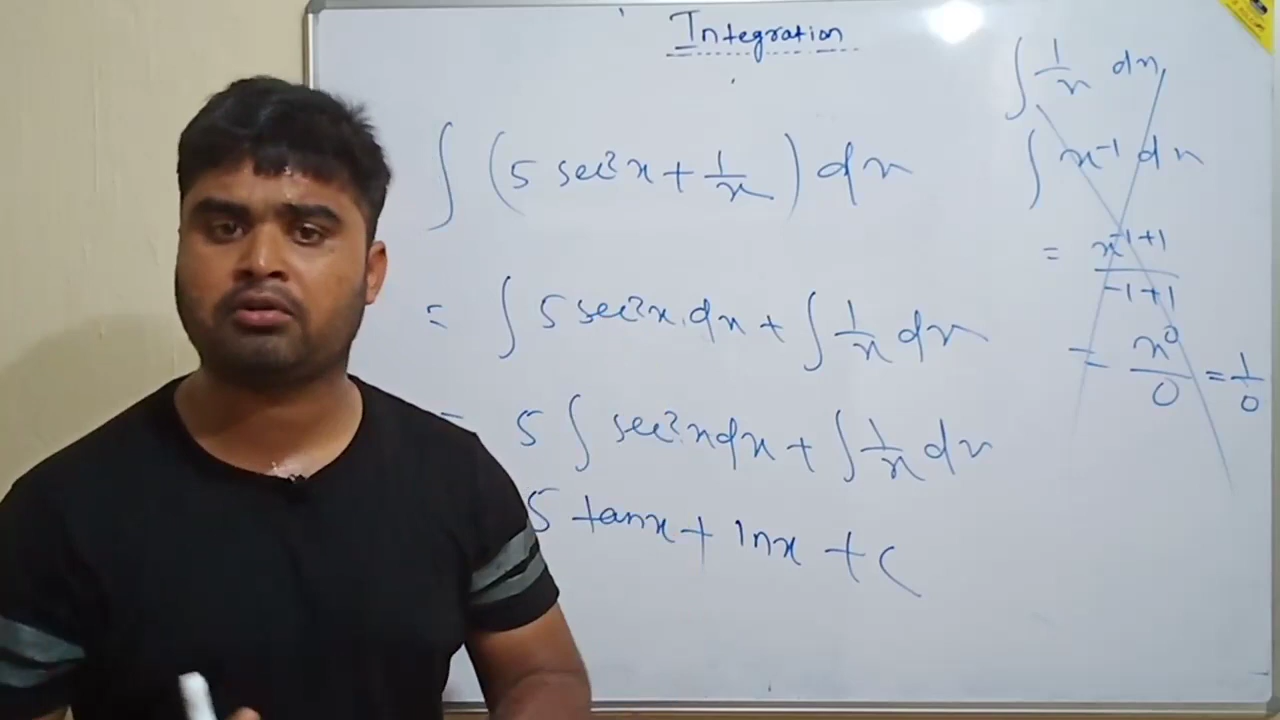 Integration
∫ (5 sec²x + 1/x) dx
= ∫ 5 sec²x.dx + ∫ 1/x dx
= 5 ∫ sec²x dx + ∫ 1/x dx
5 tanx + lnx + c
∫ 1/x dx
∫ x⁻¹ dx
= x⁻¹⁺¹/-1+1
= x⁰/0 = 1/0